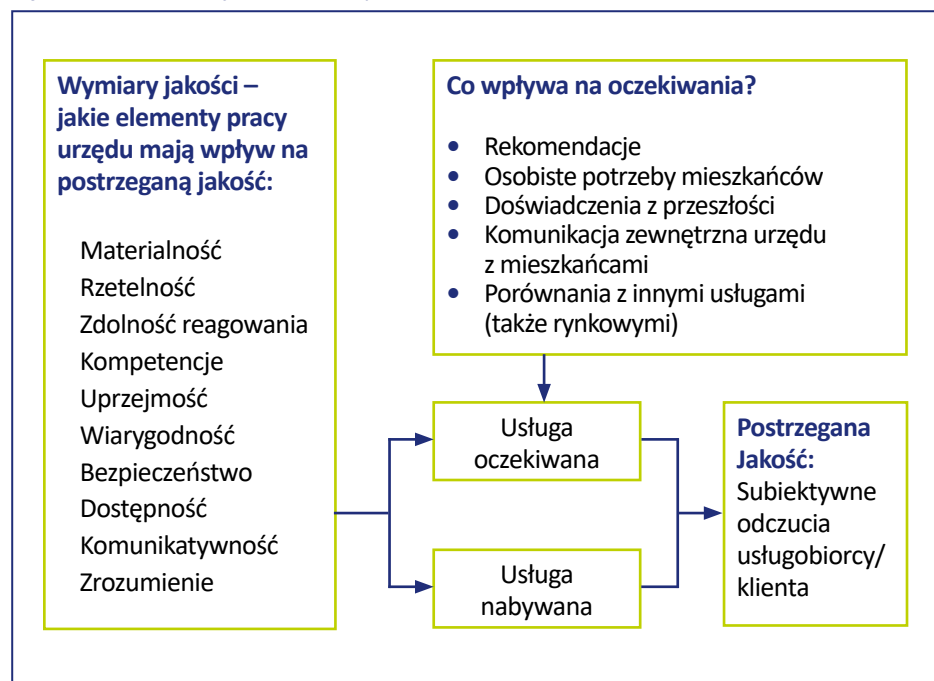 Wymiary jakości –
jakie elementy pracy
urzędu mają wpływ na
postrzeganą jakość:
Materialność
Rzetelność
Zdolność reagowania
Kompetencje
Uprzejmość
Wiarygodność
Bezpieczeństwo
Dostępność
Komunikatywność
Zrozumienie
Co wpływa na oczekiwania?
• Rekomendacje
• Osobiste potrzeby mieszkańców
• Doświadczenia z przeszłości
• Komunikacja zewnętrzna urzędu
z mieszkańcami
• Porównania z innymi usługami
(także rynkowymi)
Usługa
oczekiwana
Usługa
nabywana
Postrzegana
Jakość:
Subiektywne
odczucia
usługobiorcy/
klienta